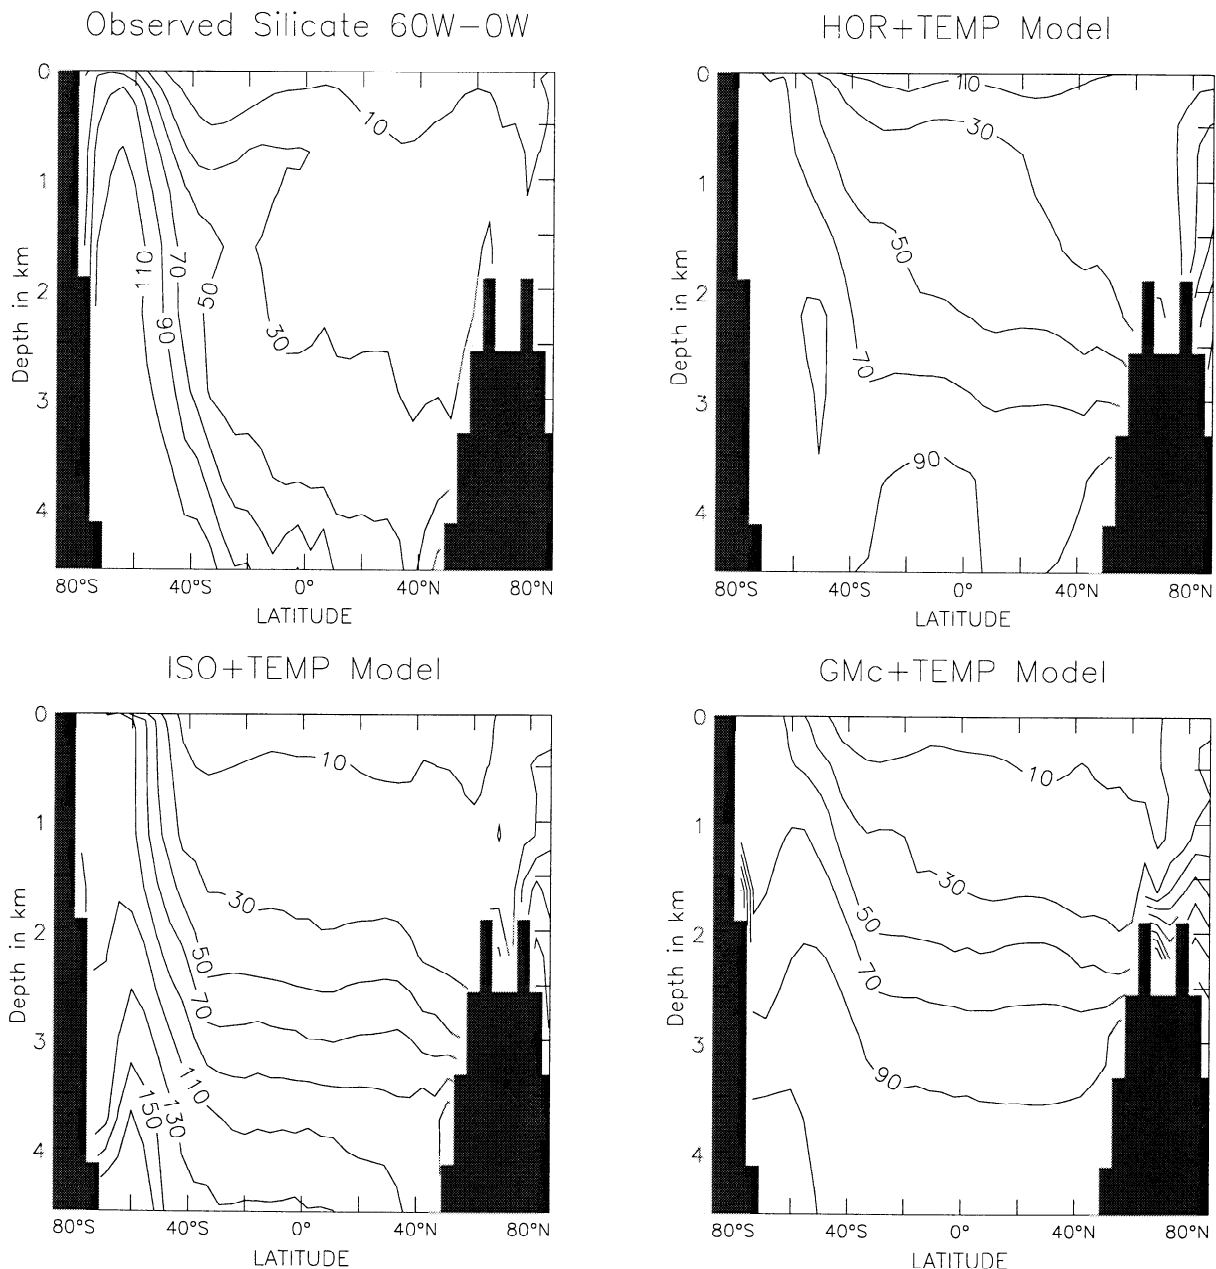 Observed Silicate 60W-0W
0
1
2
3
4
Depth in km
10
110
70
50
90
30
80°S
40°S
0°
40°N
80°N
LATITUDE
HOR+TEMP Model
0
1
2
3
4
Depth in km
10
30
50
70
90
80°S
40°S
0°
40°N
80°N
LATITUDE
ISO+TEMP Model
0
1
2
3
4
Depth in km
10
30
50
70
110
130
150
80°S
40°S
0°
40°N
80°N
LATITUDE
GMc+TEMP Model
0
1
2
3
4
Depth in km
10
30
50
70
90
80°S
40°S
0°
40°N
80°N
LATITUDE